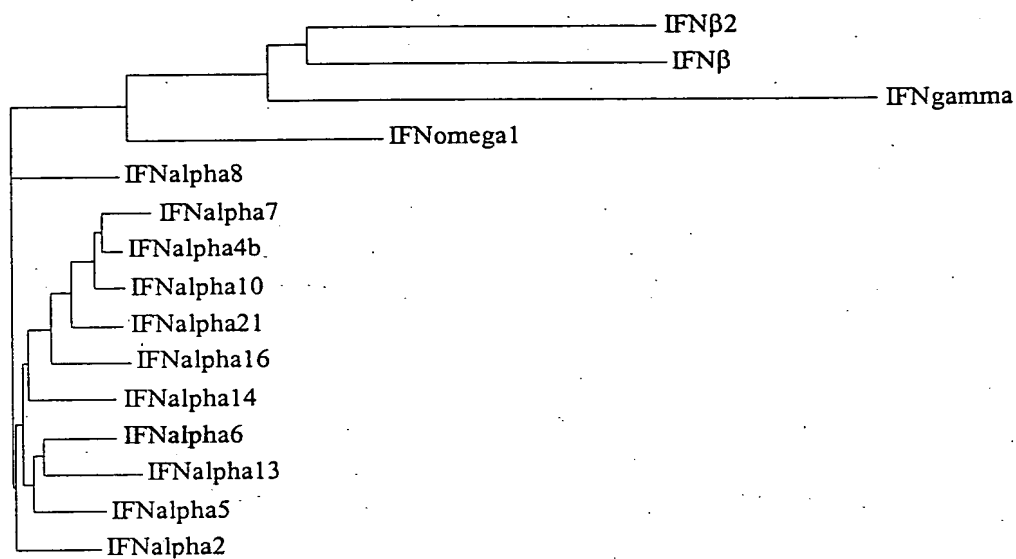 IFNβ2
IFNβ
IFNgamma
IFNomega1
IFNalpha8
IFNalpha7
IFNalpha4b
IFNalpha10
IFNalpha21
IFNalpha16
IFNalpha14
IFNalpha6
IFNalpha13
IFNalpha5
IFNalpha2